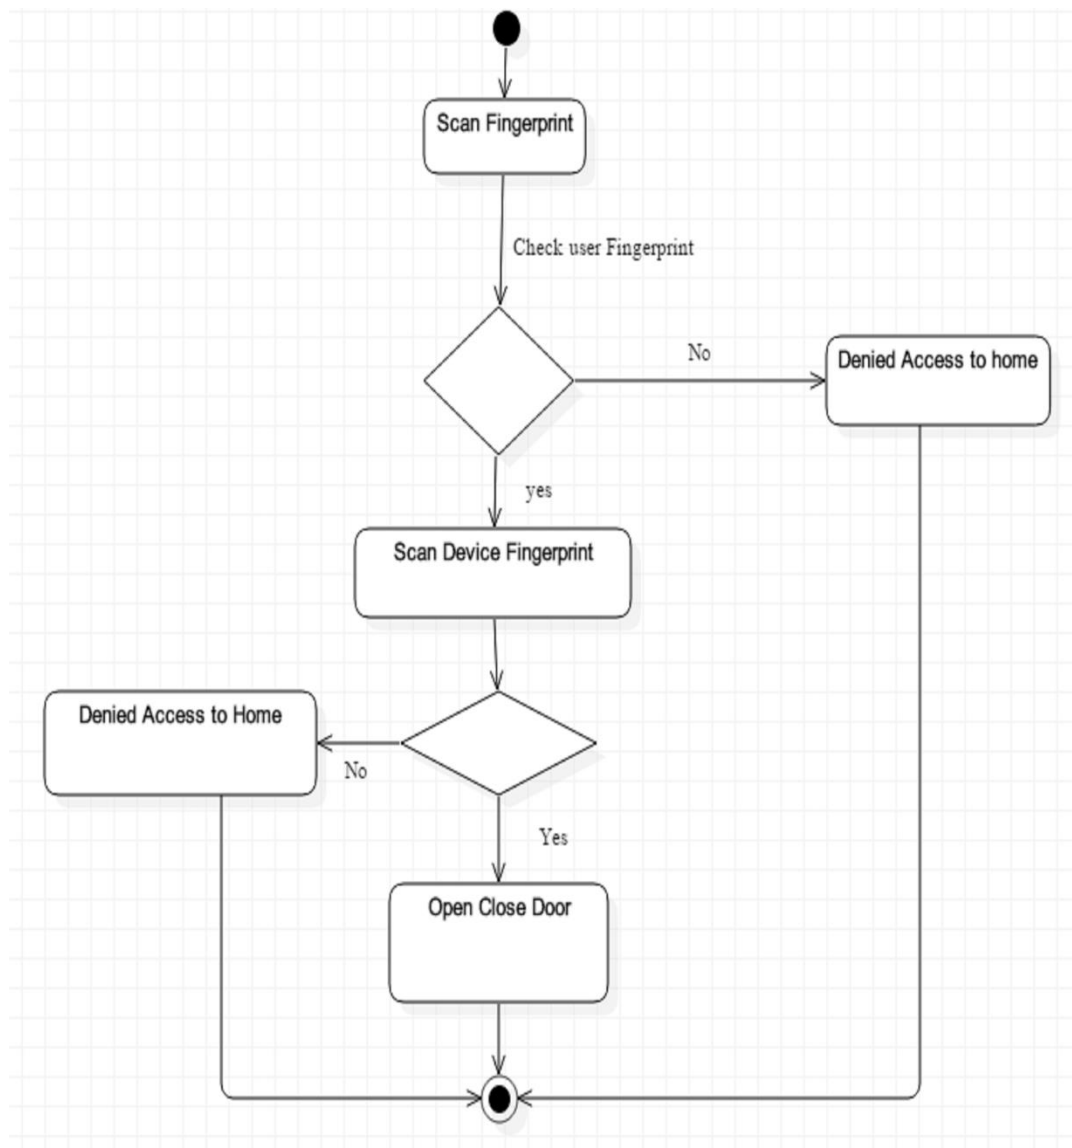 Scan Fingerprint
Check user Fingerprint
No
Denied Access to home
yes
Scan Device Fingerprint
Denied Access to Home
No
Yes
Open Close Door